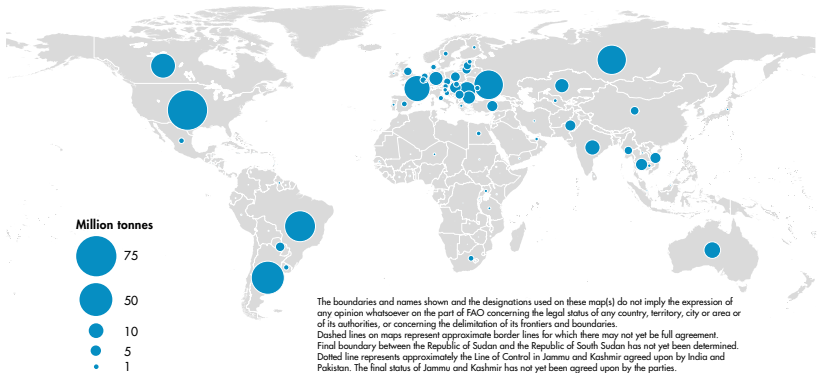 Million tonnes
75
50
10
5
1
The boundaries and names shown and the designations used on these map(s) do not imply the expression of
any opinion whatsoever on the part of FAO concerning the legal status of any country, territory, city or area or
of its authorities, or concerning the delimitation of its frontiers and boundaries.
Dashed lines on maps represent approximate border lines for which there may not yet be full agreement.
Final boundary between the Republic of Sudan and the Republic of South Sudan has not yet been determined.
Dotted line represents approximately the Line of Control in Jammu and Kashmir agreed upon by India and
Pakistan. The final status of Jammu and Kashmir has not yet been agreed upon by the parties.